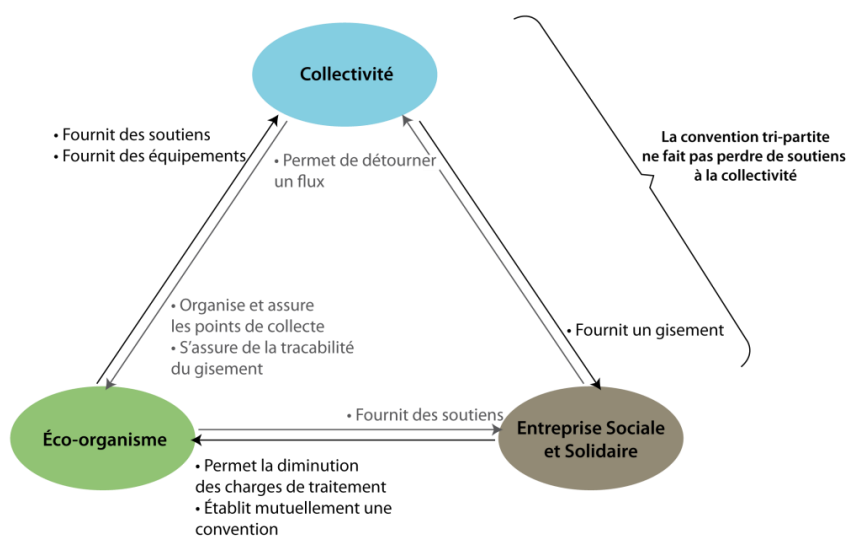 Collectivité
• Fournit des soutiens
• Fournit des équipements
La convention tri-partite
ne fait pas perdre de soutiens
à la collectivité
• Permet de détourner
un flux
• Organise et assure
les points de collecte
• S'assure de la tracabilité
du gisement
• Fournit un gisement
• Fournit des soutiens
Éco-organisme
Entreprise Sociale
et Solidaire
• Permet la diminution
des charges de traitement
• Établit mutuellement une
convention